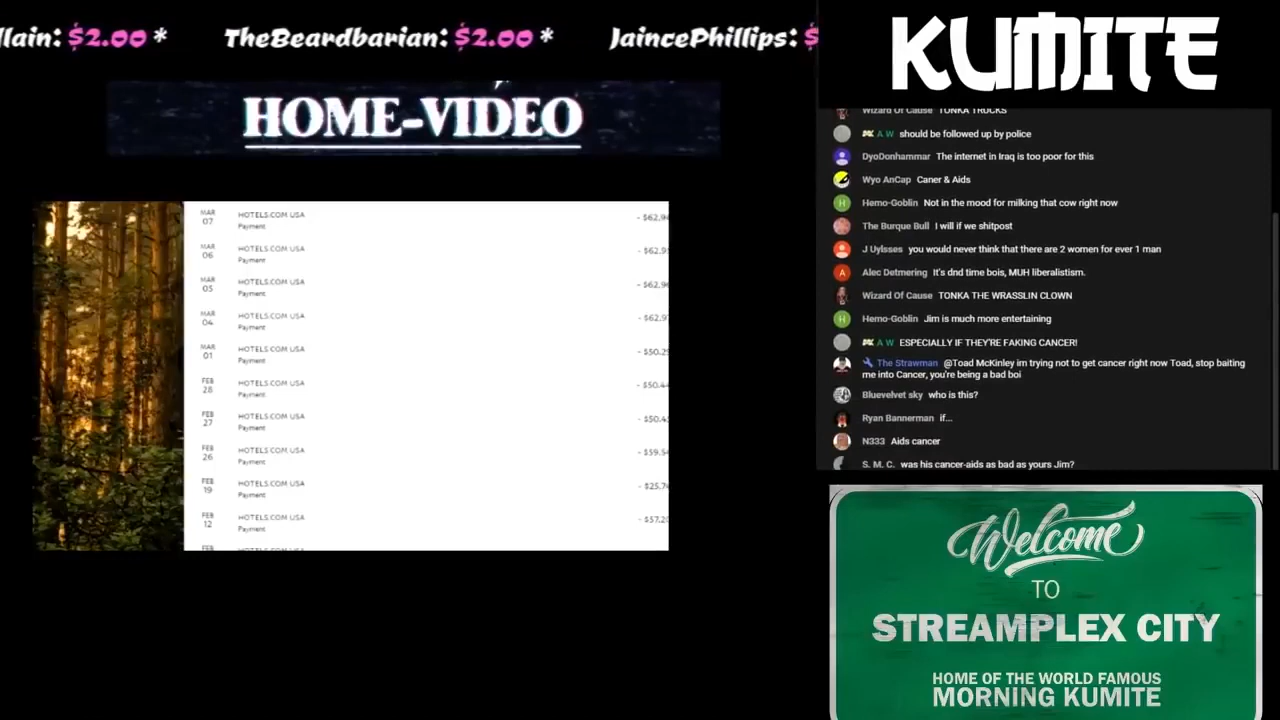 llain: $2.00 * TheBeardbarian: $2.00 * JaincePhillips: $
KUMITE
HOME-VIDEO
Wizard Of Cause TONKA TRUCKS
A W should be followed up by police
DyoDonhammar The internet in Iraq is too poor for this
Wyo AnCap Caner & Aids
Hemo-Goblin Not in the mood for milking that cow right now
The Burque Bull I will if we shitpost
J Uylsses you would never think that there are 2 women for ever 1 man
Alec Detmering It's dnd time bois, MUH liberalistism.
Wizard Of Cause TONKA THE WRASSLIN CLOWN
Hemo-Goblin Jim is much more entertaining
A W ESPECIALLY IF THEY'RE FAKING CANCER!
The Strawman @Toad McKinley im trying not to get cancer right now Toad, stop baiting
me into Cancer, you're being a bad boi
Bluevelvet sky who is this?
Ryan Bannerman if...
N333 Aids cancer
S. M. C. was his cancer-aids as bad as yours Jim?
MAR 07 HOTELS.COM USA - $62.9
Payment
MAR 06 HOTELS.COM USA - $62.9
Payment
MAR HOTELS.COM USA - $62.9
Payment
MAR 04 HOTELS.COM USA - $62.9
Payment
MAR 01 HOTELS.COM USA - $50.2
Payment
FEB 28 HOTELS.COM USA - $50.4
Payment
FEB 27 HOTELS.COM USA - $50.4
Payment
FEB 26 HOTELS.COM USA - $59.5
Payment
FEB 19 HOTELS.COM USA - $25.7
Payment
FEB 12 HOTELS.COM USA - $57.2
Payment
Welcome
TO
STREAMPLEX CITY
HOME OF THE WORLD FAMOUS
MORNING KUMITE